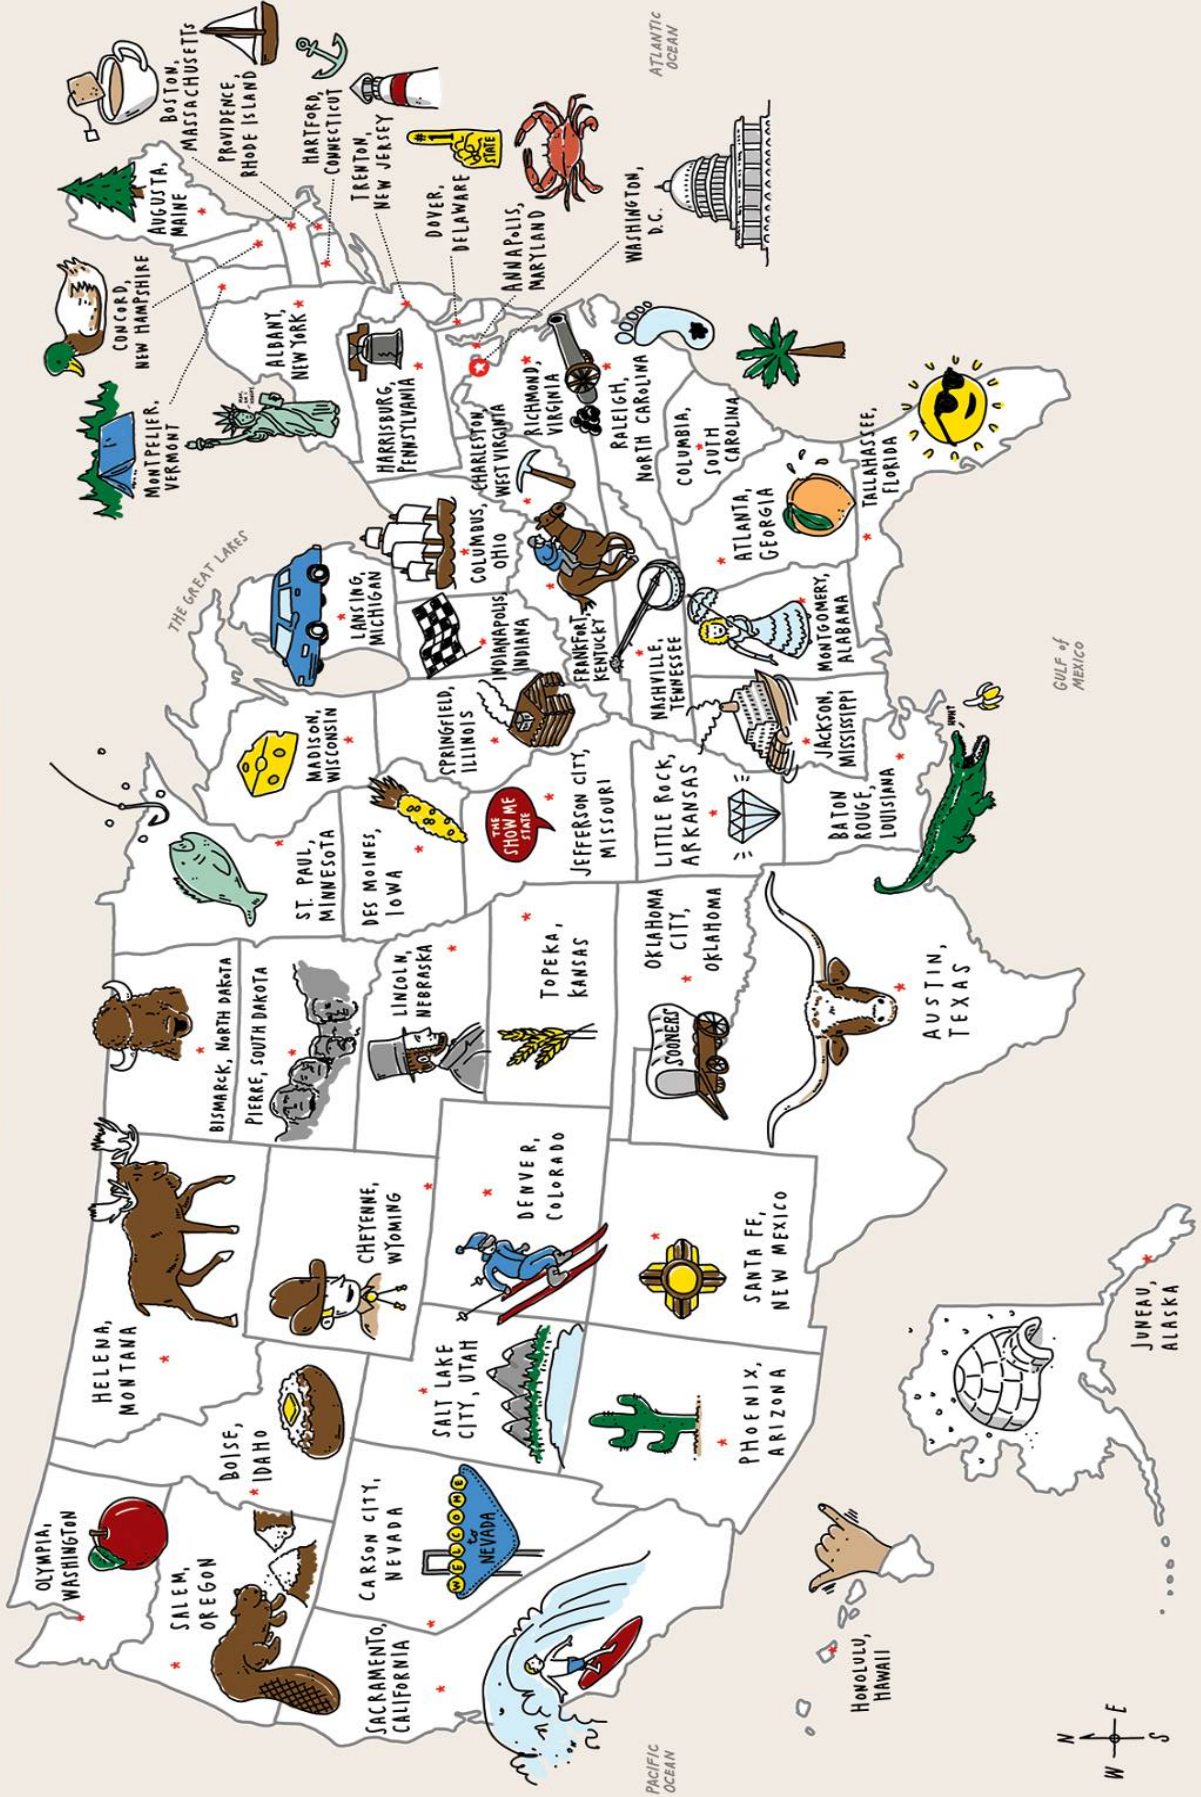 OLYMPIA,
WASHINGTON
SALEM,
OREGON
SACRAMENTO,
CALIFORNIA
CARSON CITY,
NEVADA
WELCOME
to
NEVADA
BOISE,
IDAHO
HELENA,
MONTANA
CHEYENNE,
WYOMING
SALT LAKE
CITY, UTAH
DENVER,
COLORADO
PHOENIX,
ARIZONA
SANTA FE,
NEW MEXICO
BISMARCK, NORTH DAKOTA
PIERRE, SOUTH DAKOTA
LINCOLN,
NEBRASKA
TOPEKA,
KANSAS
OKLAHOMA
CITY,
OKLAHOMA
SOONERS
AUSTIN,
TEXAS
ST. PAUL,
MINNESOTA
DES MOINES,
IOWA
THE
SHOW ME
STATE
JEFFERSON CITY,
MISSOURI
LITTLE ROCK,
ARKANSAS
BATON
ROUGE,
LOUISIANA
HUH?
MADISON,
WISCONSIN
SPRINGFIELD,
ILLINOIS
THE GREAT LAKES
LANSING,
MICHIGAN
INDIANAPOLIS,
INDIANA
COLUMBUS,
OHIO
FRANKFORT,
KENTUCKY
NASHVILLE,
TENNESSEE
JACKSON,
MISSISSIPPI
MONTGOMERY,
ALABAMA
ATLANTA,
GEORGIA
TALLAHASSEE,
FLORIDA
COLUMBIA,
SOUTH
CAROLINA
RALEIGH,
NORTH CAROLINA
RICHMOND,
VIRGINIA
CHARLESTON,
WEST VIRGINIA
HARRISBURG,
PENNSYLVANIA
ALBANY,
NEW YORK
MONTPELIER,
VERMONT
CONCORD,
NEW HAMPSHIRE
AUGUSTA,
MAINE
BOSTON,
MASSACHUSETTS
PROVIDENCE,
RHODE ISLAND
HARTFORD,
CONNECTICUT
TRENTON,
NEW JERSEY
DOVER,
DELAWARE
#1
STATE
ANNAPOLIS,
MARYLAND
WASHINGTON,
D.C.
ATLANTIC
OCEAN
GULF of
MEXICO
PACIFIC
OCEAN
HONOLULU,
HAWAII
JUNEAU,
ALASKA
N
W
E
S